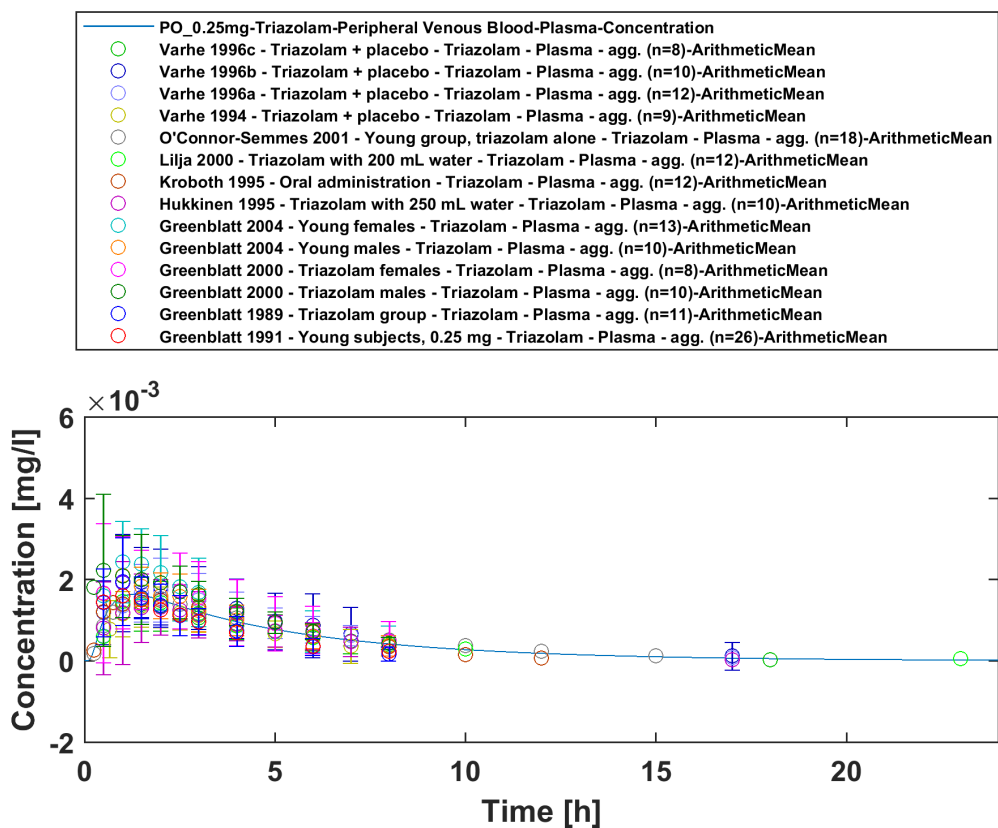 PO_0.25mg-Triazolam-Peripheral Venous Blood-Plasma-Concentration
Varhe 1996c - Triazolam + placebo - Triazolam - Plasma - agg. (n=8)-ArithmeticMean
Varhe 1996b - Triazolam + placebo - Triazolam - Plasma - agg. (n=10)-ArithmeticMean
Varhe 1996a - Triazolam + placebo - Triazolam - Plasma - agg. (n=12)-ArithmeticMean
Varhe 1994 - Triazolam + placebo - Triazolam - Plasma - agg. (n=9)-ArithmeticMean
O'Connor-Semmes 2001 - Young group, triazolam alone - Triazolam - Plasma - agg. (n=18)-ArithmeticMean
Lilja 2000 - Triazolam with 200 mL water - Triazolam - Plasma - agg. (n=12)-ArithmeticMean
Kroboth 1995 - Oral administration - Triazolam - Plasma - agg. (n=12)-ArithmeticMean
Hukkinen 1995 - Triazolam with 250 mL water - Triazolam - Plasma - agg. (n=10)-ArithmeticMean
Greenblatt 2004 - Young females - Triazolam - Plasma - agg. (n=13)-ArithmeticMean
Greenblatt 2004 - Young males - Triazolam - Plasma - agg. (n=10)-ArithmeticMean
Greenblatt 2000 - Triazolam females - Triazolam - Plasma - agg. (n=8)-ArithmeticMean
Greenblatt 2000 - Triazolam males - Triazolam - Plasma - agg. (n=10)-ArithmeticMean
Greenblatt 1989 - Triazolam group - Triazolam - Plasma - agg. (n=11)-ArithmeticMean
Greenblatt 1991 - Young subjects, 0.25 mg - Triazolam - Plasma - agg. (n=26)-ArithmeticMean
×10⁻³
6
4
2
0
-2
Concentration [mg/l]
0 5 10 15 20
Time [h]